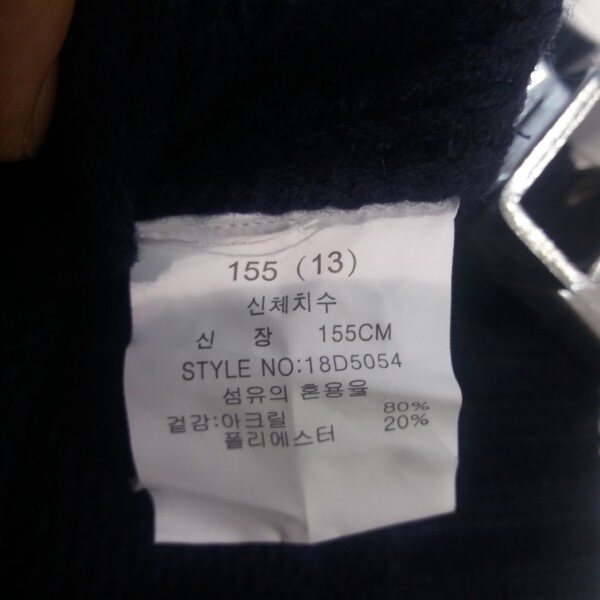 155 (13)
신체치수
신 장 155CM
STYLE NO:18D5054
섬유의 혼용율
겉감:아크릴 80%
폴리에스터 20%